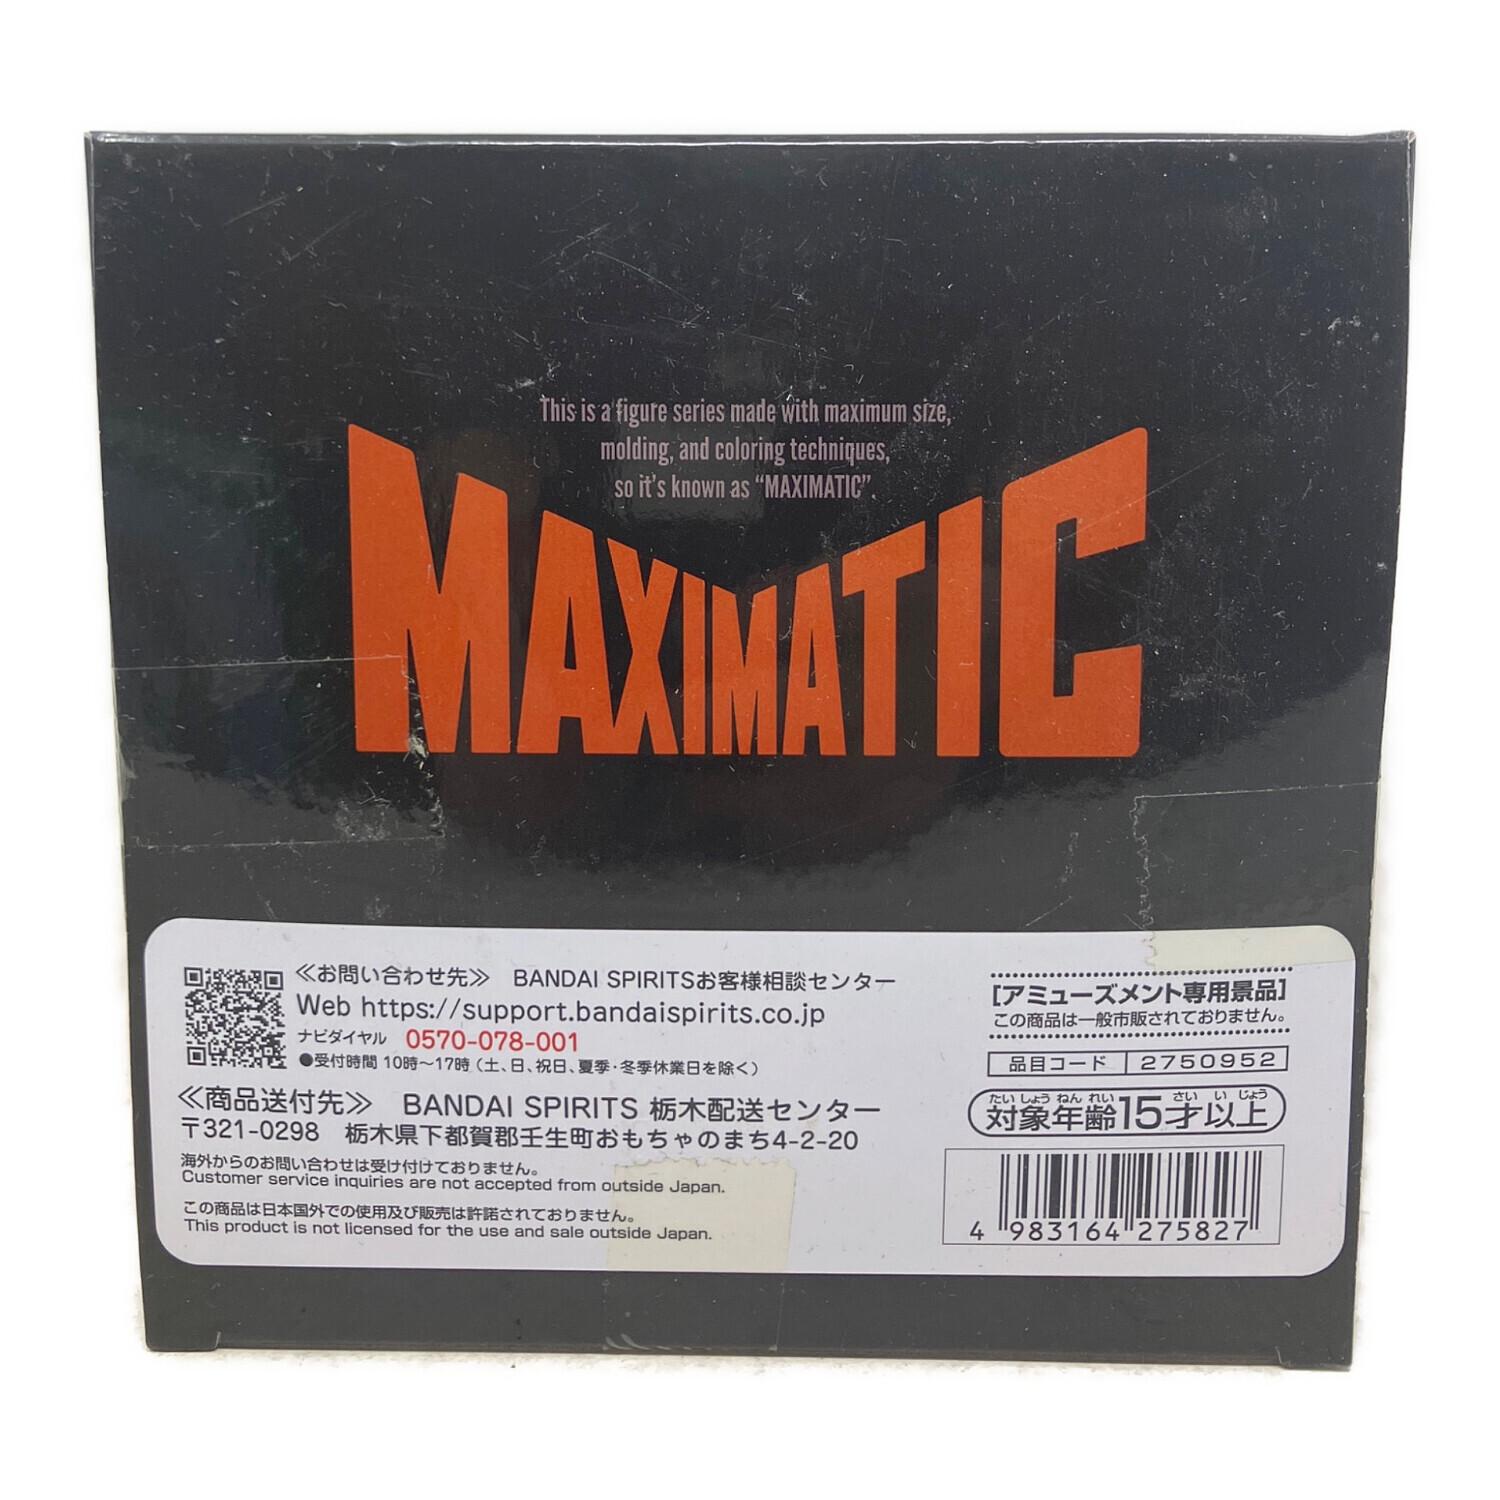 This is a figure series made with maximum size,
molding, and coloring techniques,
so it's known as “MAXIMATIC”.
MAXIMATIC
≪お問い合わせ先≫ BANDAI SPIRITSお客様相談センター
Web https://support.bandaispirits.co.jp
ナビダイヤル 0570-078-001
●受付時間 10時〜17時（土、日、祝日、夏季・冬季休業日を除く）
≪商品送付先≫ BANDAI SPIRITS 栃木配送センター
〒321-0298 栃木県下都賀郡壬生町おもちゃのまち4-2-20
海外からのお問い合わせは受け付けておりません。
Customer service inquiries are not accepted from outside Japan.
この商品は日本国外での使用及び販売は許諾されておりません。
This product is not licensed for the use and sale outside Japan.
[アミューズメント専用景品]
この商品は一般市販されておりません。
品目コード 2750952
たいしょうねんれい さいいじょう
対象年齢15才以上
4 983164 275827